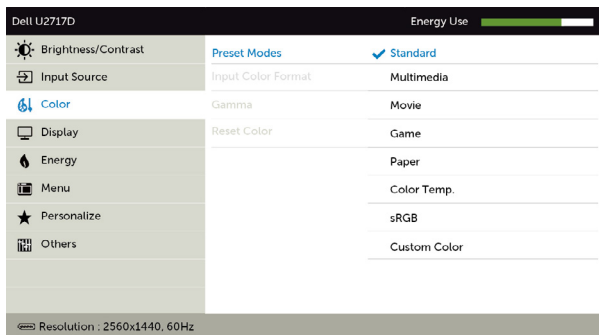 Dell U2717D
Energy Use
Brightness/Contrast
Input Source
Color
Display
Energy
Menu
Personalize
Others
Preset Modes
Input Color Format
Gamma
Reset Color
Standard
Multimedia
Movie
Game
Paper
Color Temp.
sRGB
Custom Color
Resolution : 2560x1440, 60Hz